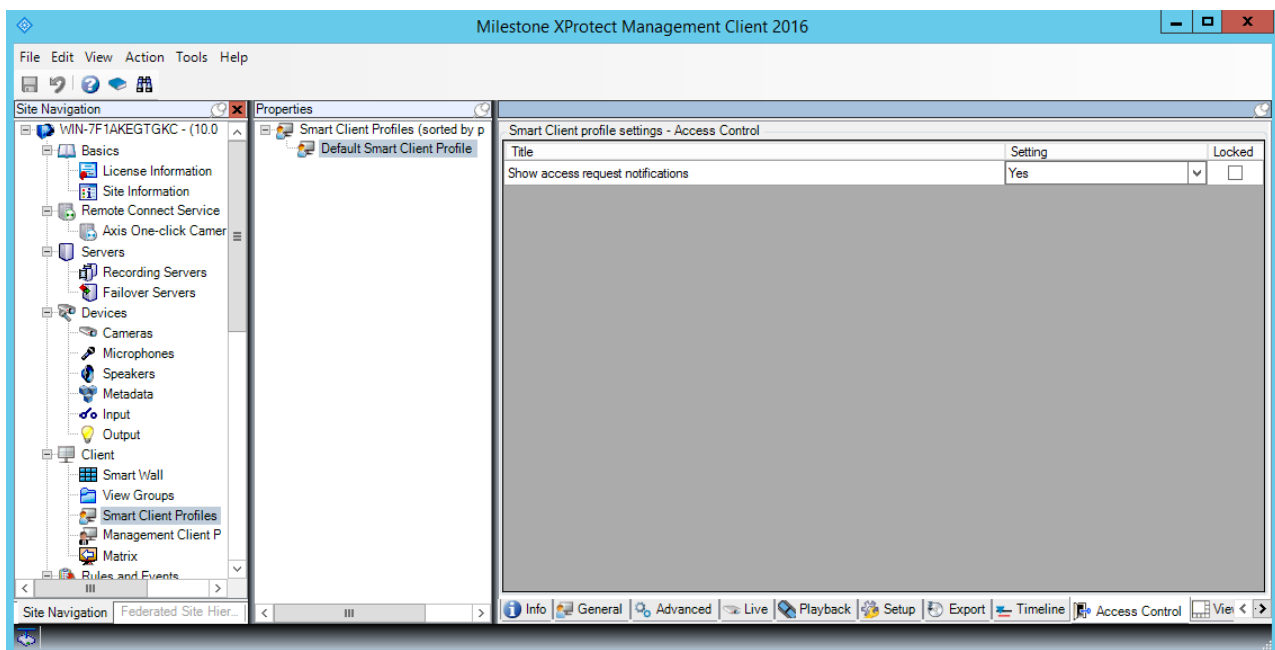 Milestone XProtect Management Client 2016
File Edit View Action Tools Help
Site Navigation
WIN-7F1AKEGTGKC - (10.0
Basics
License Information
Site Information
Remote Connect Service
Axis One-click Camer
Servers
Recording Servers
Failover Servers
Devices
Cameras
Microphones
Speakers
Metadata
Input
Output
Client
Smart Wall
View Groups
Smart Client Profiles
Management Client P
Matrix
Rules and Events
Site Navigation Federated Site Hier...
Properties
Smart Client Profiles (sorted by p
Default Smart Client Profile
Smart Client profile settings - Access Control
Title Setting Locked
Show access request notifications Yes
Info General Advanced Live Playback Setup Export Timeline Access Control Viev